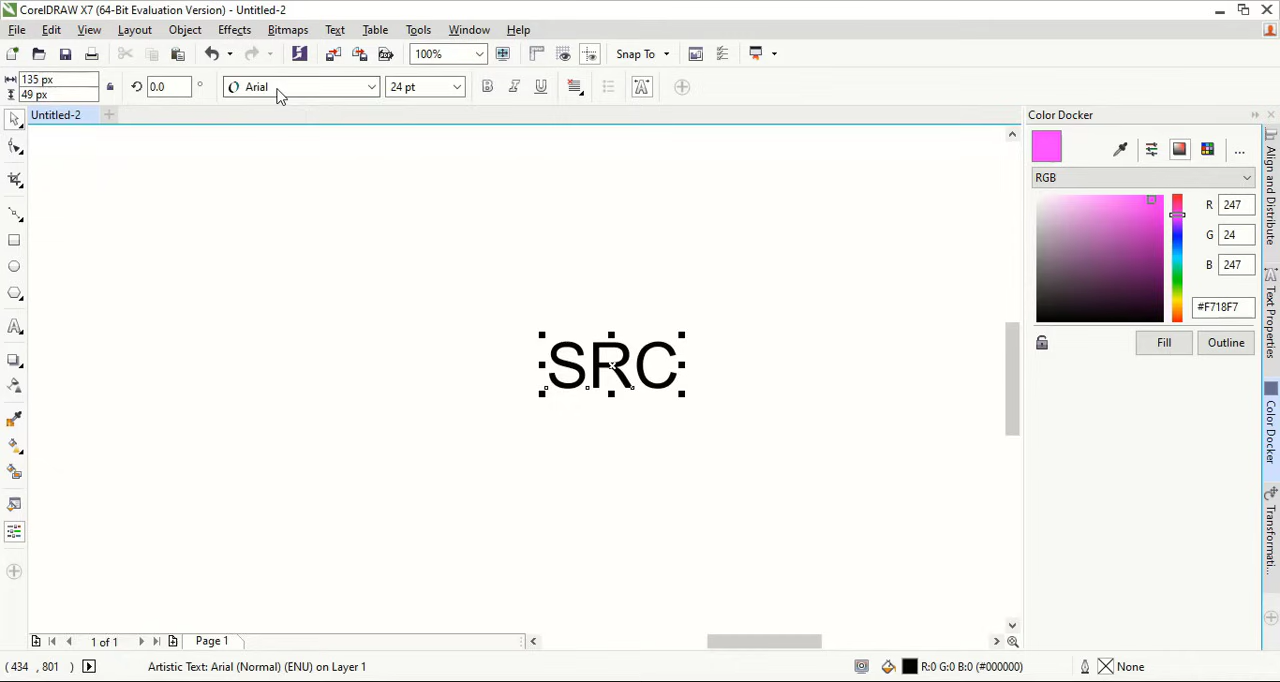 CorelDRAW X7 (64-Bit Evaluation Version) - Untitled-2
File Edit View Layout Object Effects Bitmaps Text Table Tools Window Help
100% Snap To
135 px
49 px
0.0 ° Arial 24 pt B I U
Untitled-2
Color Docker
RGB
R 247
G 24
B 247
#F718F7
Fill Outline
Align and Distribute
Text Properties
Color Docker
Transformati...
SRC
1 of 1 Page 1
(434 , 801 ) Artistic Text: Arial (Normal) (ENU) on Layer 1 R:0 G:0 B:0 (#000000) None